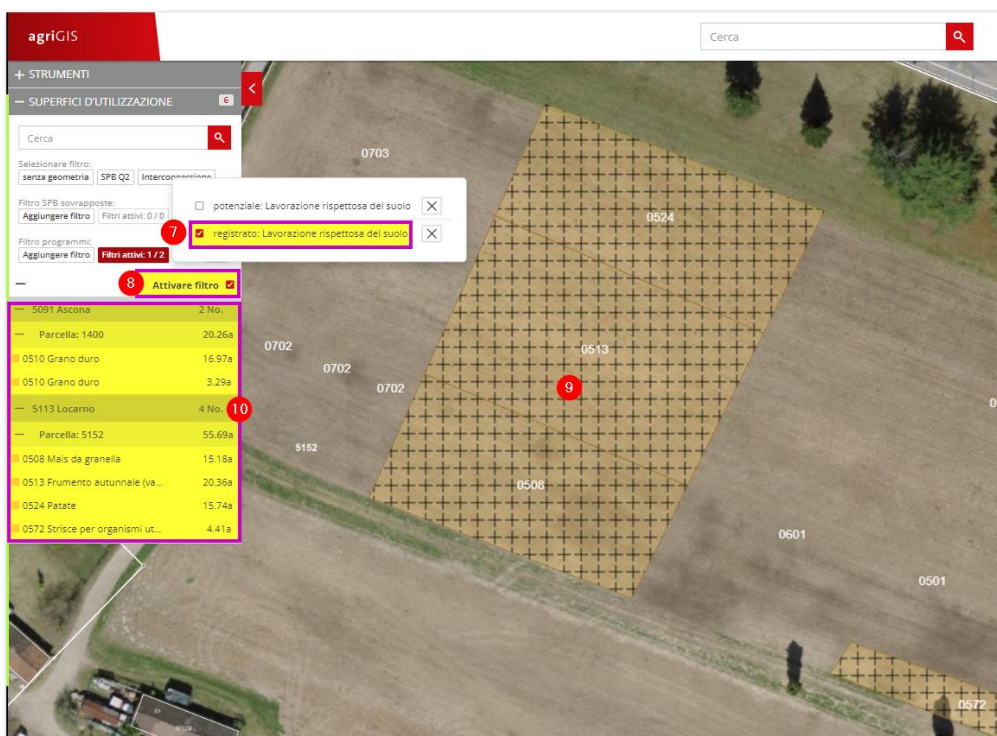 agriGIS
Cerca
+ STRUMENTI
− SUPERFICI D'UTILIZZAZIONE 6
Cerca
Selezionare filtro:
senza geometria SPB Q2 Interconnessione
Filtro SPB sovrapposte:
Aggiungere filtro Filtri attivi: 0 / 0
Filtro programmi:
Aggiungere filtro Filtri attivi: 1 / 2
potenziale: Lavorazione rispettosa del suolo
7 registrato: Lavorazione rispettosa del suolo
8 Attivare filtro
− 5091 Ascona 2 No.
− Parcella: 1400 20.26a
0510 Grano duro 16.97a
0510 Grano duro 3.29a
− 5113 Locarno 4 No. 10
− Parcella: 5152 55.69a
0508 Mais da granella 15.18a
0513 Frumento autunnale (va... 20.36a
0524 Patate 15.74a
0572 Strisce per organismi ut... 4.41a
0703
0524
0702
0702
0702
0513
9
5152
0508
0601
0501
0572